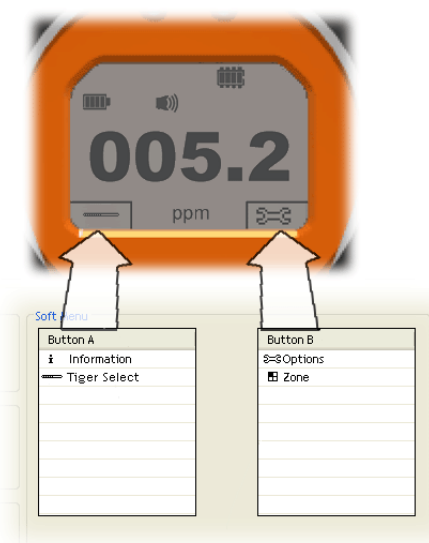 005.2
ppm
Soft Menu
Button A
Information
Tiger Select
Button B
Options
Zone